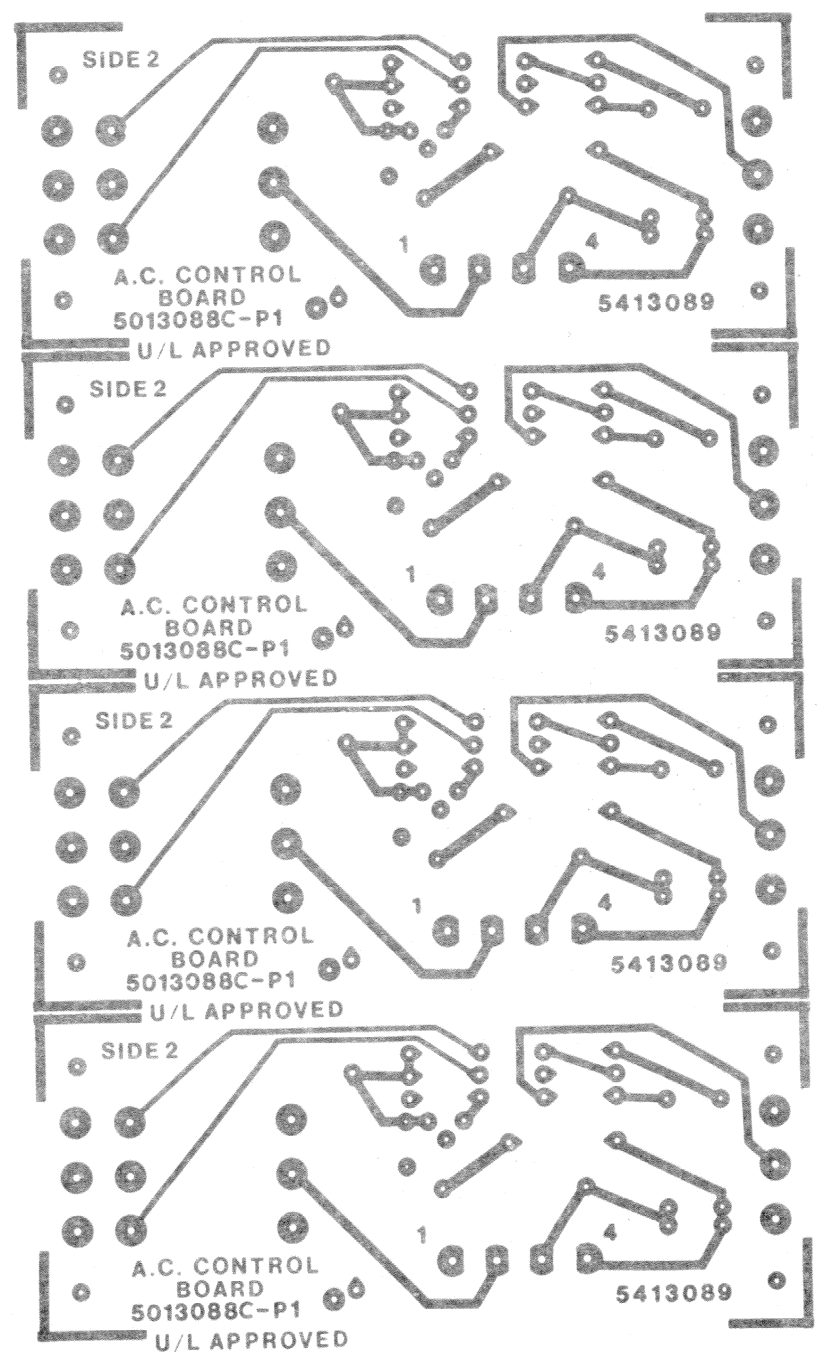 SIDE 2
1
4
A.C. CONTROL
BOARD
5013088C-P1
5413089
U/L APPROVED
SIDE 2
1
4
A.C. CONTROL
BOARD
5013088C-P1
5413089
U/L APPROVED
SIDE 2
1
4
A.C. CONTROL
BOARD
5013088C-P1
5413089
U/L APPROVED
SIDE 2
1
4
A.C. CONTROL
BOARD
5013088C-P1
5413089
U/L APPROVED